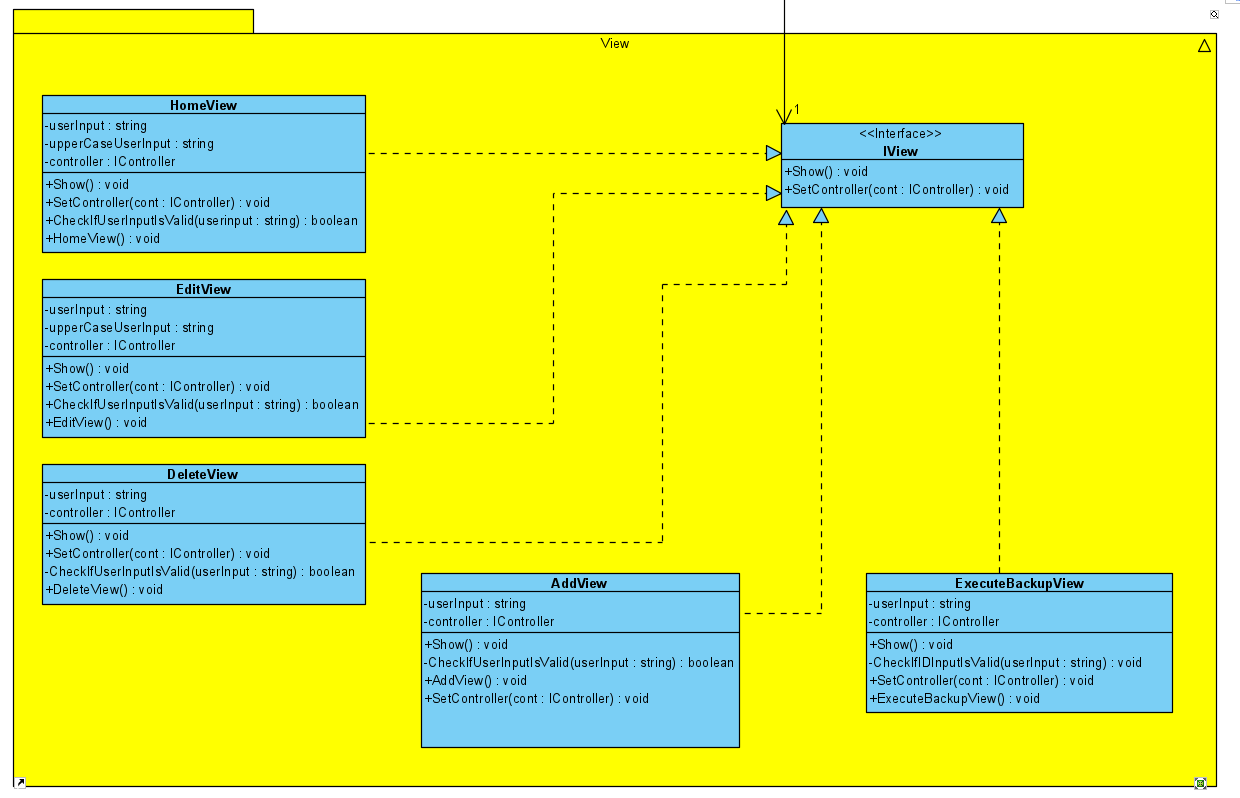 View
HomeView
-userInput : string
-upperCaseUserInput : string
-controller : IController
+Show() : void
+SetController(cont : IController) : void
+CheckIfUserInputIsValid(userinput : string) : boolean
+HomeView() : void
1
<<Interface>>
IView
+Show() : void
+SetController(cont : IController) : void
EditView
-userInput : string
-upperCaseUserInput : string
-controller : IController
+Show() : void
+SetController(cont : IController) : void
+CheckIfUserInputIsValid(userInput : string) : boolean
+EditView() : void
DeleteView
-userInput : string
-controller : IController
+Show() : void
+SetController(cont : IController) : void
-CheckIfUserInputIsValid(userInput : string) : boolean
+DeleteView() : void
AddView
-userInput : string
-controller : IController
+Show() : void
-CheckIfUserInputIsValid(userInput : string) : boolean
+AddView() : void
+SetController(cont : IController) : void
ExecuteBackupView
-userInput : string
-controller : IController
+Show() : void
-CheckIfIDInputIsValid(userInput : string) : void
+SetController(cont : IController) : void
+ExecuteBackupView() : void